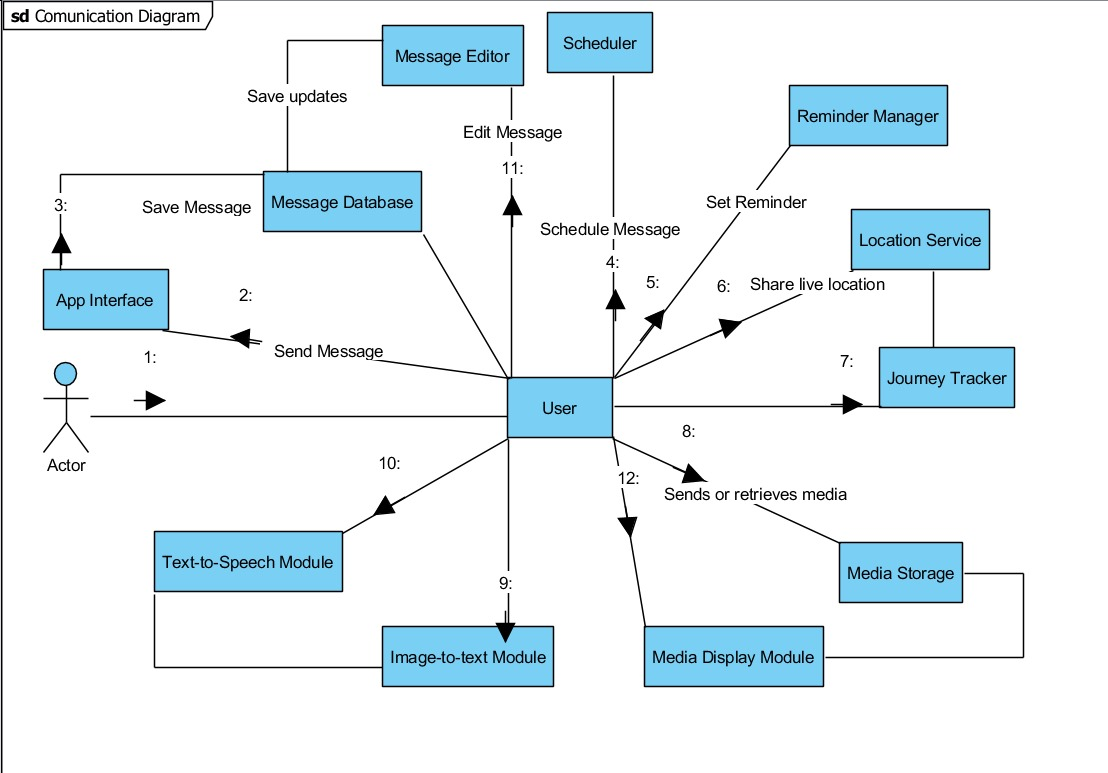 sd Comunication Diagram
Message Editor
Scheduler
Save updates
Reminder Manager
Edit Message
11:
Message Database
3:
Save Message
Set Reminder
Schedule Message
Location Service
4:
App Interface
2:
5:
6:
Share live location
Send Message
1:
7:
Journey Tracker
User
8:
Actor
10:
12:
Sends or retrieves media
Text-to-Speech Module
9:
Media Storage
Image-to-text Module
Media Display Module